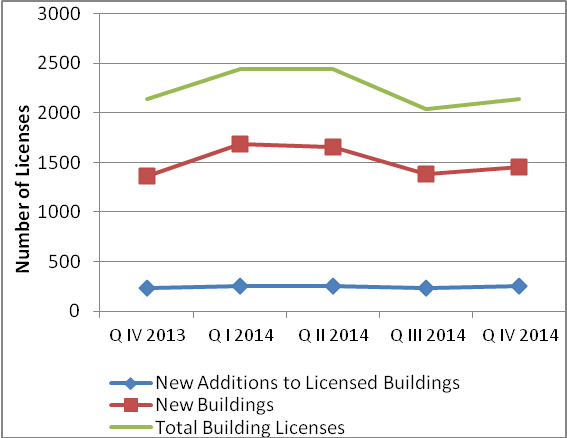 3000
2500
2000
1500
1000
500
0
Number of Licenses
Q IV 2013 Q I 2014 Q II 2014 Q III 2014 Q IV 2014
New Additions to Licensed Buildings
New Buildings
Total Building Licenses